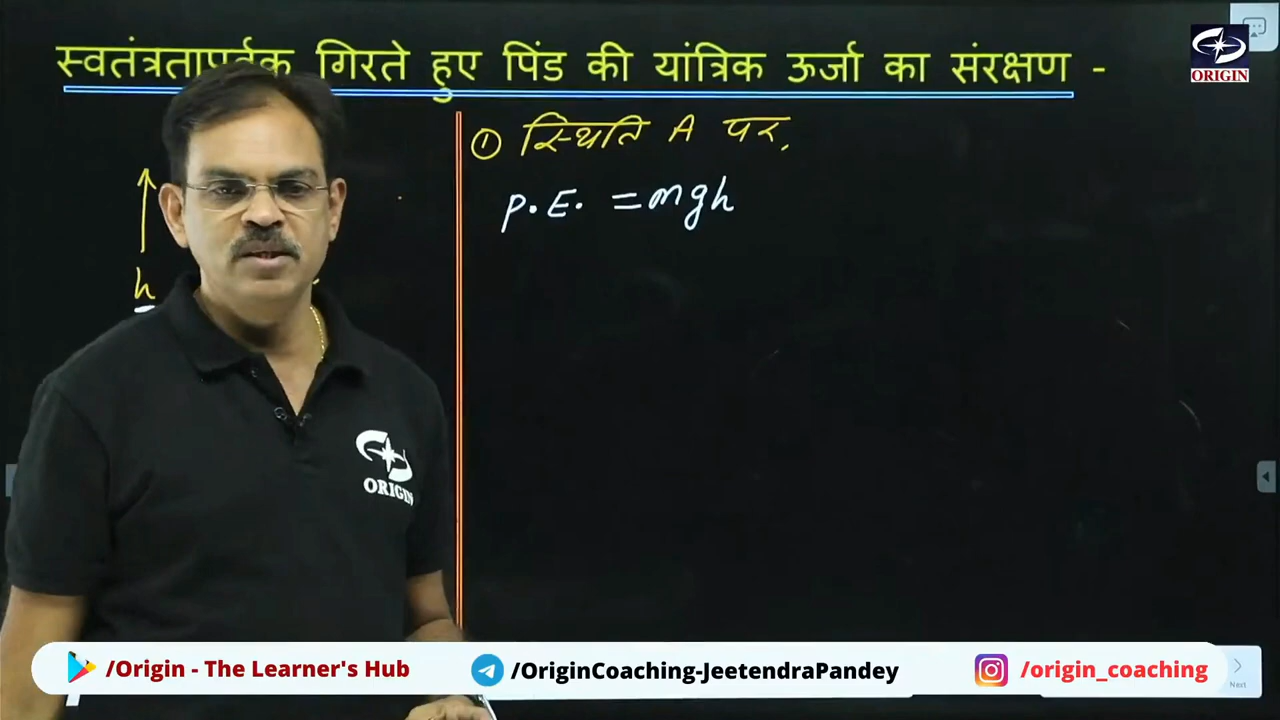 स्वतंत्रतापूर्वक गिरते हुए पिंड की यांत्रिक ऊर्जा का संरक्षण -
ORIGIN
① स्थिति A पर,
P.E. = mgh
h
ORIGIN
/Origin - The Learner's Hub
/OriginCoaching-JeetendraPandey
/origin_coaching
Next